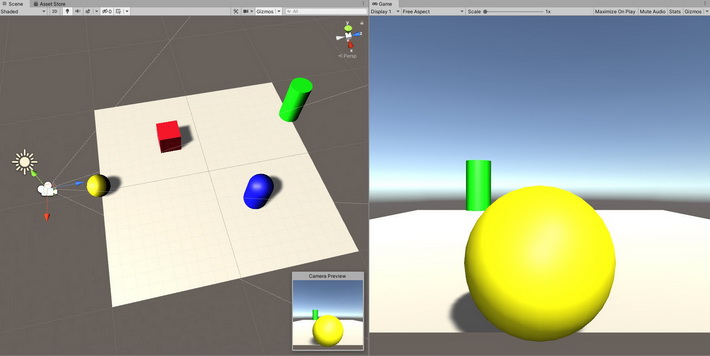 Scene Asset Store
Shaded 2D 0 Gizmos All
y
x
Persp
Camera Preview
Game
Display 1 Free Aspect Scale 1x Maximize On Play Mute Audio Stats Gizmos